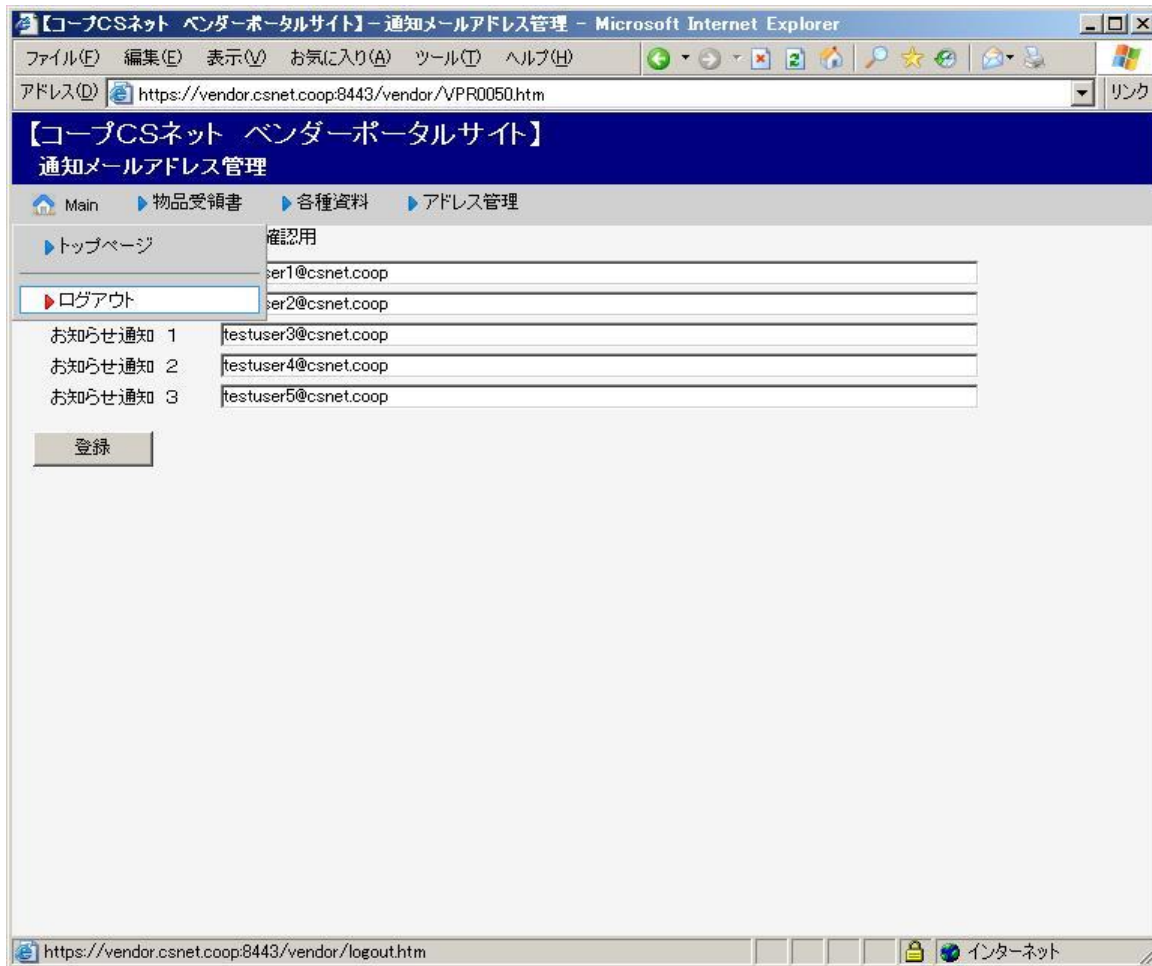 【コープCSネット ベンダーポータルサイト】－通知メールアドレス管理 - Microsoft Internet Explorer
ファイル(F) 編集(E) 表示(V) お気に入り(A) ツール(T) ヘルプ(H)
アドレス(D) https://vendor.csnet.coop:8443/vendor/VPR0050.htm リンク
【コープCSネット ベンダーポータルサイト】
通知メールアドレス管理
Main 物品受領書 各種資料 アドレス管理
トップページ
確認用
ser1@csnet.coop
ログアウト
ser2@csnet.coop
お知らせ通知 1 testuser3@csnet.coop
お知らせ通知 2 testuser4@csnet.coop
お知らせ通知 3 testuser5@csnet.coop
登録
https://vendor.csnet.coop:8443/vendor/logout.htm インターネット